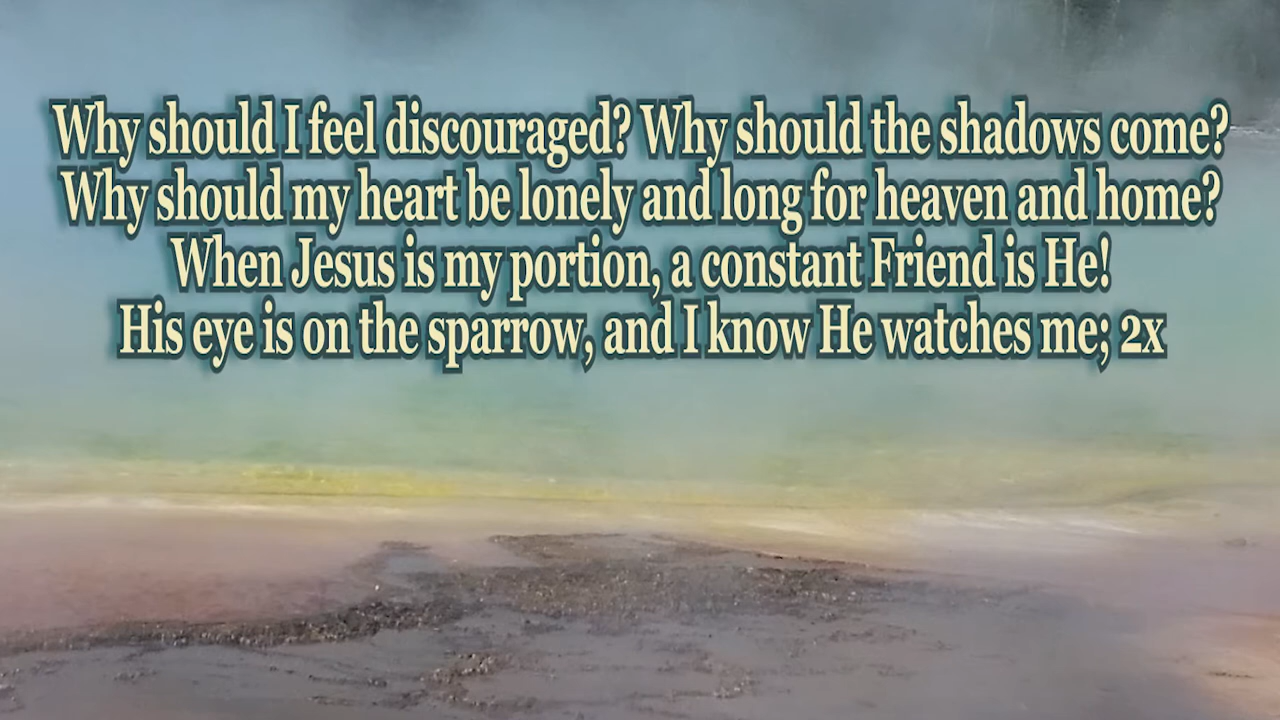 Why should I feel discouraged? Why should the shadows come?
Why should my heart be lonely and long for heaven and home?
When Jesus is my portion, a constant Friend is He!
His eye is on the sparrow, and I know He watches me; 2x